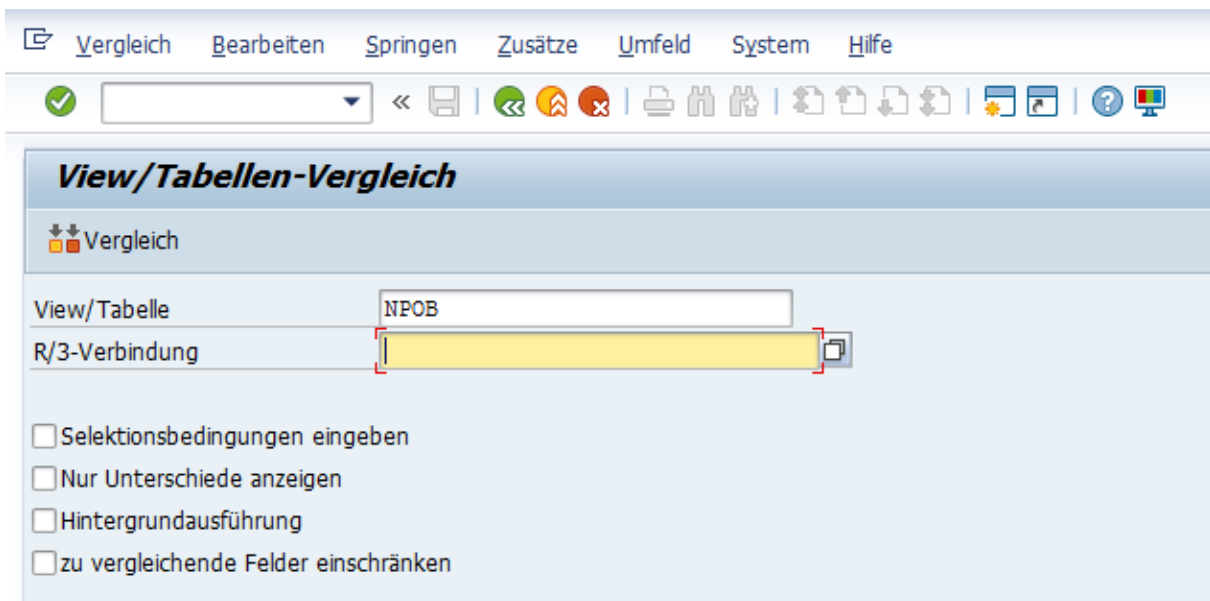 Vergleich Bearbeiten Springen Zusätze Umfeld System Hilfe
View/Tabellen-Vergleich
Vergleich
View/Tabelle NPOB
R/3-Verbindung
Selektionsbedingungen eingeben
Nur Unterschiede anzeigen
Hintergrundausführung
zu vergleichende Felder einschränken